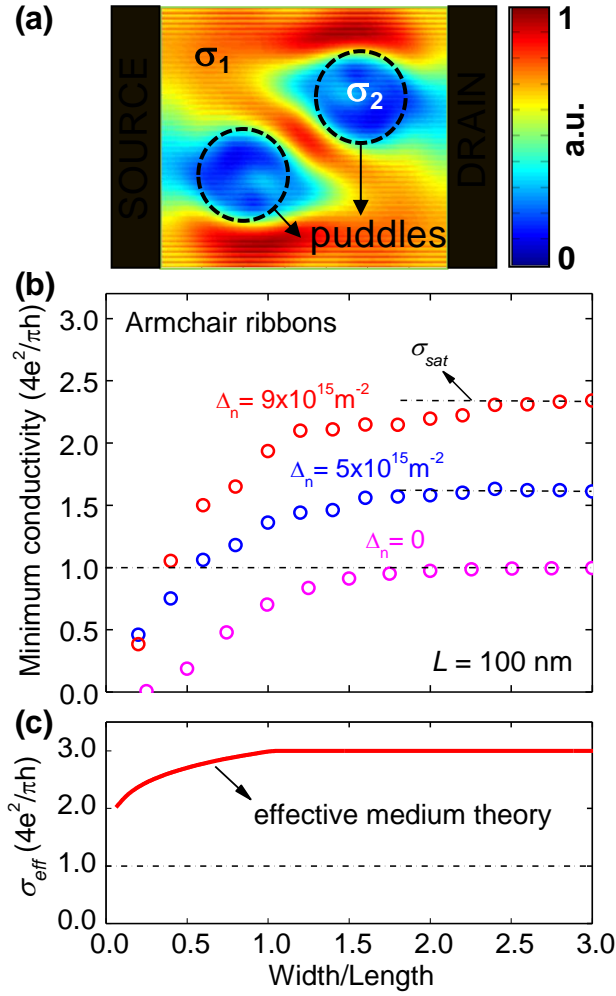 (a)
SOURCE
σ1
σ2
puddles
DRAIN
1
a.u.
0
(b)
Minimum conductivity (4e²/πh)
3.0
2.5
2.0
1.5
1.0
0.5
0.0
Armchair ribbons
σsat
Δn = 9x10¹⁵m⁻²
Δn = 5x10¹⁵m⁻²
Δn = 0
L = 100 nm
(c)
σeff (4e²/πh)
3.0
2.0
1.0
0.0
effective medium theory
0.0 0.5 1.0 1.5 2.0 2.5 3.0
Width/Length